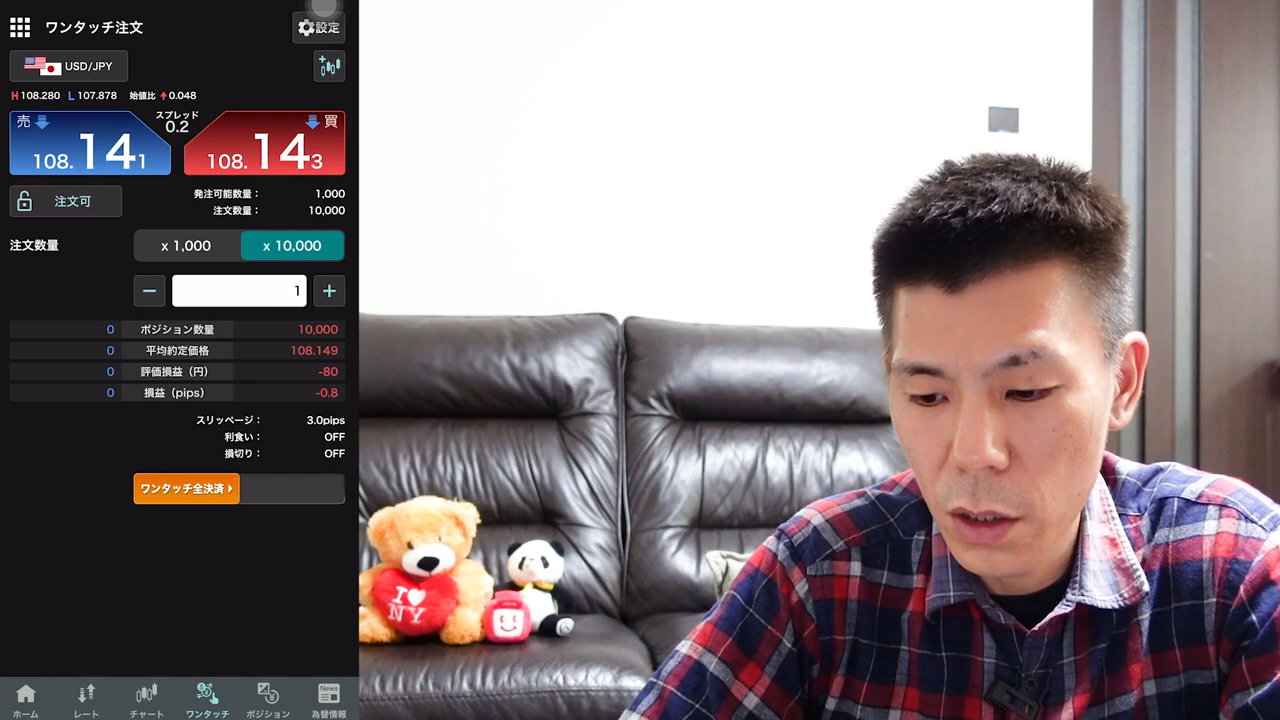 ワンタッチ注文
設定
USD/JPY
H 108.280 L 107.878 始値比 0.048
売
スプレッド
0.2
買
108.141
108.143
注文可
発注可能数量： 1,000
注文数量： 10,000
注文数量
x 1,000
x 10,000
1
0 ポジション数量 10,000
0 平均約定価格 108.149
0 評価損益（円） -80
0 損益（pips） -0.8
スリッページ： 3.0pips
利食い： OFF
損切り： OFF
ワンタッチ全決済
I
NY
News
ホーム レート チャート ワンタッチ ポジション 為替情報